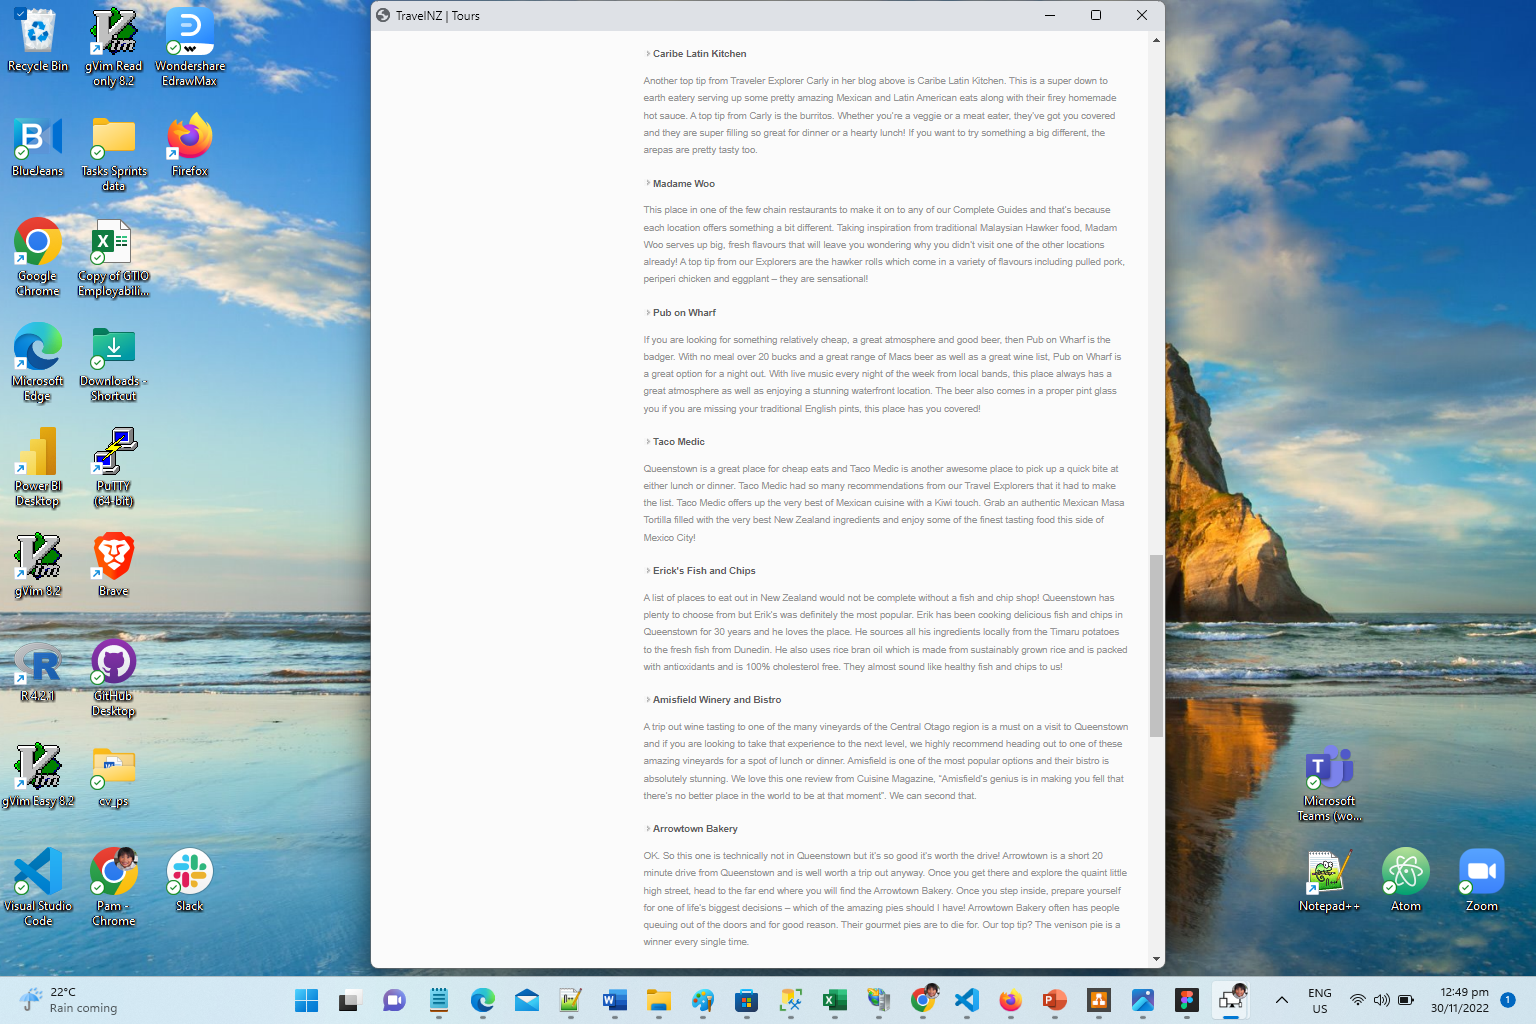 TravelNZ | Tours
Recycle Bin
gVim Read
only 8.2
Wondershare
EdrawMax
BlueJeans
Tasks Sprints
data
Firefox
Google
Chrome
Copy of GTIO
Employabili...
Microsoft
Edge
Downloads -
Shortcut
Power BI
Desktop
PuTTY
(64-bit)
gVim 8.2
Brave
R 4.2.1
GitHub
Desktop
gVim Easy 8.2
cv_ps
Visual Studio
Code
Pam -
Chrome
Slack
Caribe Latin Kitchen
Another top tip from Traveler Explorer Carly in her blog above is Caribe Latin Kitchen. This is a super down to
earth eatery serving up some pretty amazing Mexican and Latin American eats along with their firey homemade
hot sauce. A top tip from Carly is the burritos. Whether you're a veggie or a meat eater, they've got you covered
and they are super filling so great for dinner or a hearty lunch! If you want to try something a big different, the
arepas are pretty tasty too.
Madame Woo
This place in one of the few chain restaurants to make it on to any of our Complete Guides and that's because
each location offers something a bit different. Taking inspiration from traditional Malaysian Hawker food, Madam
Woo serves up big, fresh flavours that will leave you wondering why you didn't visit one of the other locations
already! A top tip from our Explorers are the hawker rolls which come in a variety of flavours including pulled pork,
periperi chicken and eggplant – they are sensational!
Pub on Wharf
If you are looking for something relatively cheap, a great atmosphere and good beer, then Pub on Wharf is the
badger. With no meal over 20 bucks and a great range of Macs beer as well as a great wine list, Pub on Wharf is
a great option for a night out. With live music every night of the week from local bands, this place always has a
great atmosphere as well as enjoying a stunning waterfront location. The beer also comes in a proper pint glass
you if you are missing your traditional English pints, this place has you covered!
Taco Medic
Queenstown is a great place for cheap eats and Taco Medic is another awesome place to pick up a quick bite at
either lunch or dinner. Taco Medic had so many recommendations from our Travel Explorers that it had to make
the list. Taco Medic offers up the very best of Mexican cuisine with a Kiwi touch. Grab an authentic Mexican Masa
Tortilla filled with the very best New Zealand ingredients and enjoy some of the finest tasting food this side of
Mexico City!
Erick's Fish and Chips
A list of places to eat out in New Zealand would not be complete without a fish and chip shop! Queenstown has
plenty to choose from but Erik's was definitely the most popular. Erik has been cooking delicious fish and chips in
Queenstown for 30 years and he loves the place. He sources all his ingredients locally from the Timaru potatoes
to the fresh fish from Dunedin. He also uses rice bran oil which is made from sustainably grown rice and is packed
with antioxidants and is 100% cholesterol free. They almost sound like healthy fish and chips to us!
Amisfield Winery and Bistro
A trip out wine tasting to one of the many vineyards of the Central Otago region is a must on a visit to Queenstown
and if you are looking to take that experience to the next level, we highly recommend heading out to one of these
amazing vineyards for a spot of lunch or dinner. Amisfield is one of the most popular options and their bistro is
absolutely stunning. We love this one review from Cuisine Magazine, "Amisfield's genius is in making you fell that
there's no better place in the world to be at that moment". We can second that.
Arrowtown Bakery
OK. So this one is technically not in Queenstown but it's so good it's worth the drive! Arrowtown is a short 20
minute drive from Queenstown and is well worth a trip out anyway. Once you get there and explore the quaint little
high street, head to the far end where you will find the Arrowtown Bakery. Once you step inside, prepare yourself
for one of life's biggest decisions – which of the amazing pies should I have! Arrowtown Bakery often has people
queuing out of the doors and for good reason. Their gourmet pies are to die for. Our top tip? The venison pie is a
winner every single time.
Microsoft
Teams (wo...
Notepad++
Atom
Zoom
22°C
Rain coming
ENG
US
12:49 pm
30/11/2022
1